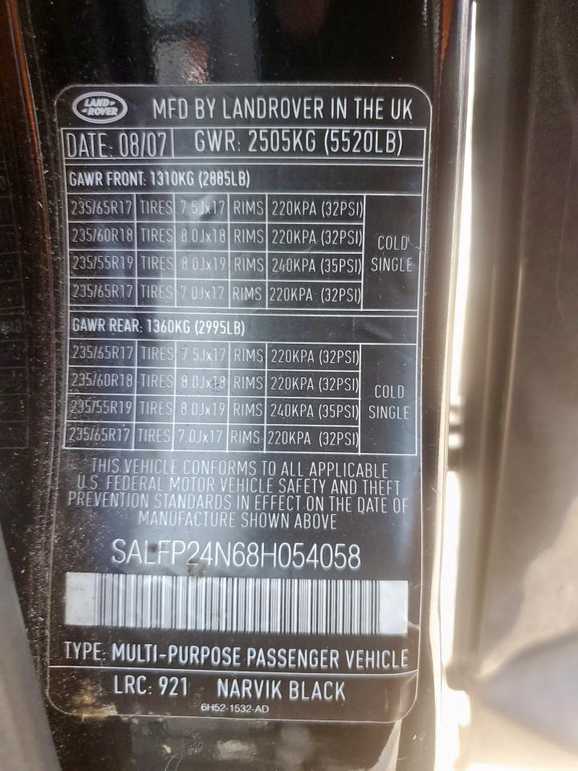 LAND ROVER
MFD BY LANDROVER IN THE UK
DATE: 08/07 GWR: 2505KG (5520LB)
GAWR FRONT: 1310KG (2885LB)
235/65R17 TIRES 7.5Jx17 RIMS 220KPA (32PSI)
235/60R18 TIRES 8.0Jx18 RIMS 220KPA (32PSI)
235/55R19 TIRES 8.0Jx19 RIMS 240KPA (35PSI)
235/65R17 TIRES 7.0Jx17 RIMS 220KPA (32PSI)
COLD
SINGLE
GAWR REAR: 1360KG (2995LB)
235/65R17 TIRES 7.5Jx17 RIMS 220KPA (32PSI)
235/60R18 TIRES 8.0Jx18 RIMS 220KPA (32PSI)
235/55R19 TIRES 8.0Jx19 RIMS 240KPA (35PSI)
235/65R17 TIRES 7.0Jx17 RIMS 220KPA (32PSI)
COLD
SINGLE
THIS VEHICLE CONFORMS TO ALL APPLICABLE
U.S. FEDERAL MOTOR VEHICLE SAFETY AND THEFT
PREVENTION STANDARDS IN EFFECT ON THE DATE OF
MANUFACTURE SHOWN ABOVE
SALFP24N68H054058
TYPE: MULTI-PURPOSE PASSENGER VEHICLE
LRC: 921 NARVIK BLACK
6H52-1532-AD